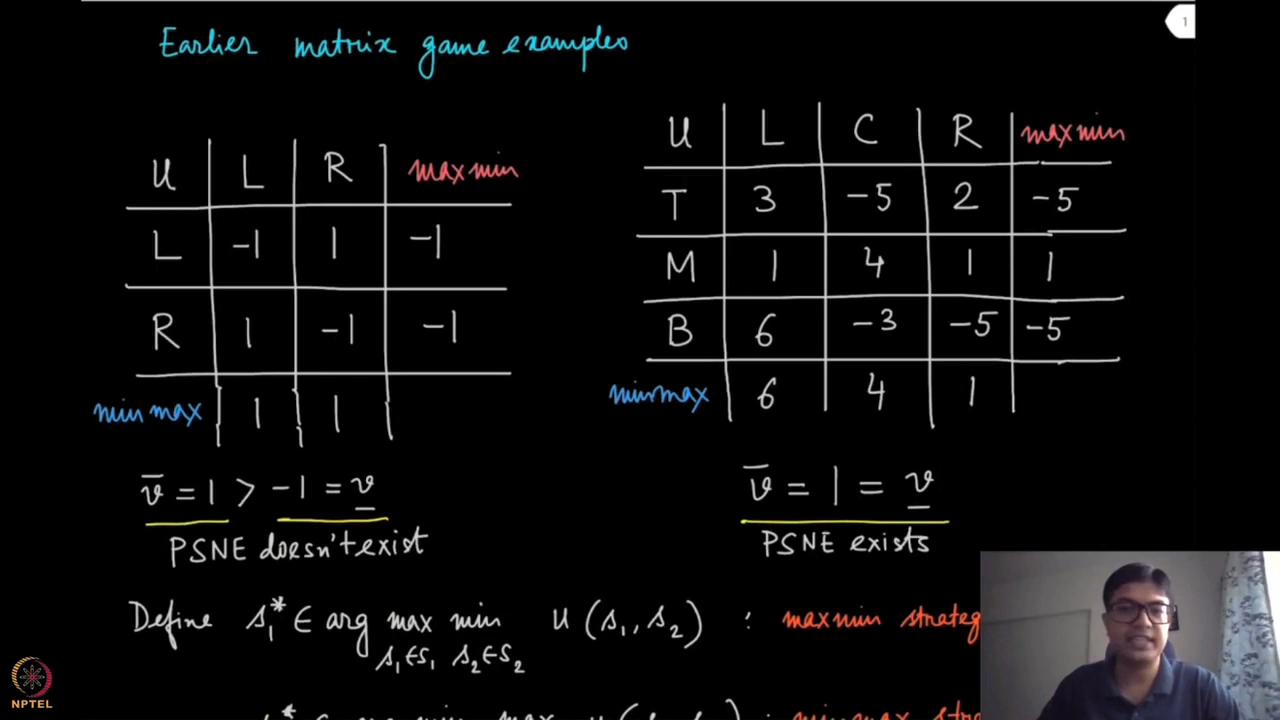 1
Earlier matrix game examples
U L R maxmin
L -1 1 -1
R 1 -1 -1
minmax 1 1
v̅ = 1 > -1 = v̲
PSNE doesn't exist
U L C R maxmin
T 3 -5 2 -5
M 1 4 1 1
B 6 -3 -5 -5
minmax 6 4 1
v̅ = 1 = v̲
PSNE exists
Define s₁* ∈ arg max min u(s₁, s₂) : maxmin strateg
s₁∈S₁ s₂∈S₂
NPTEL